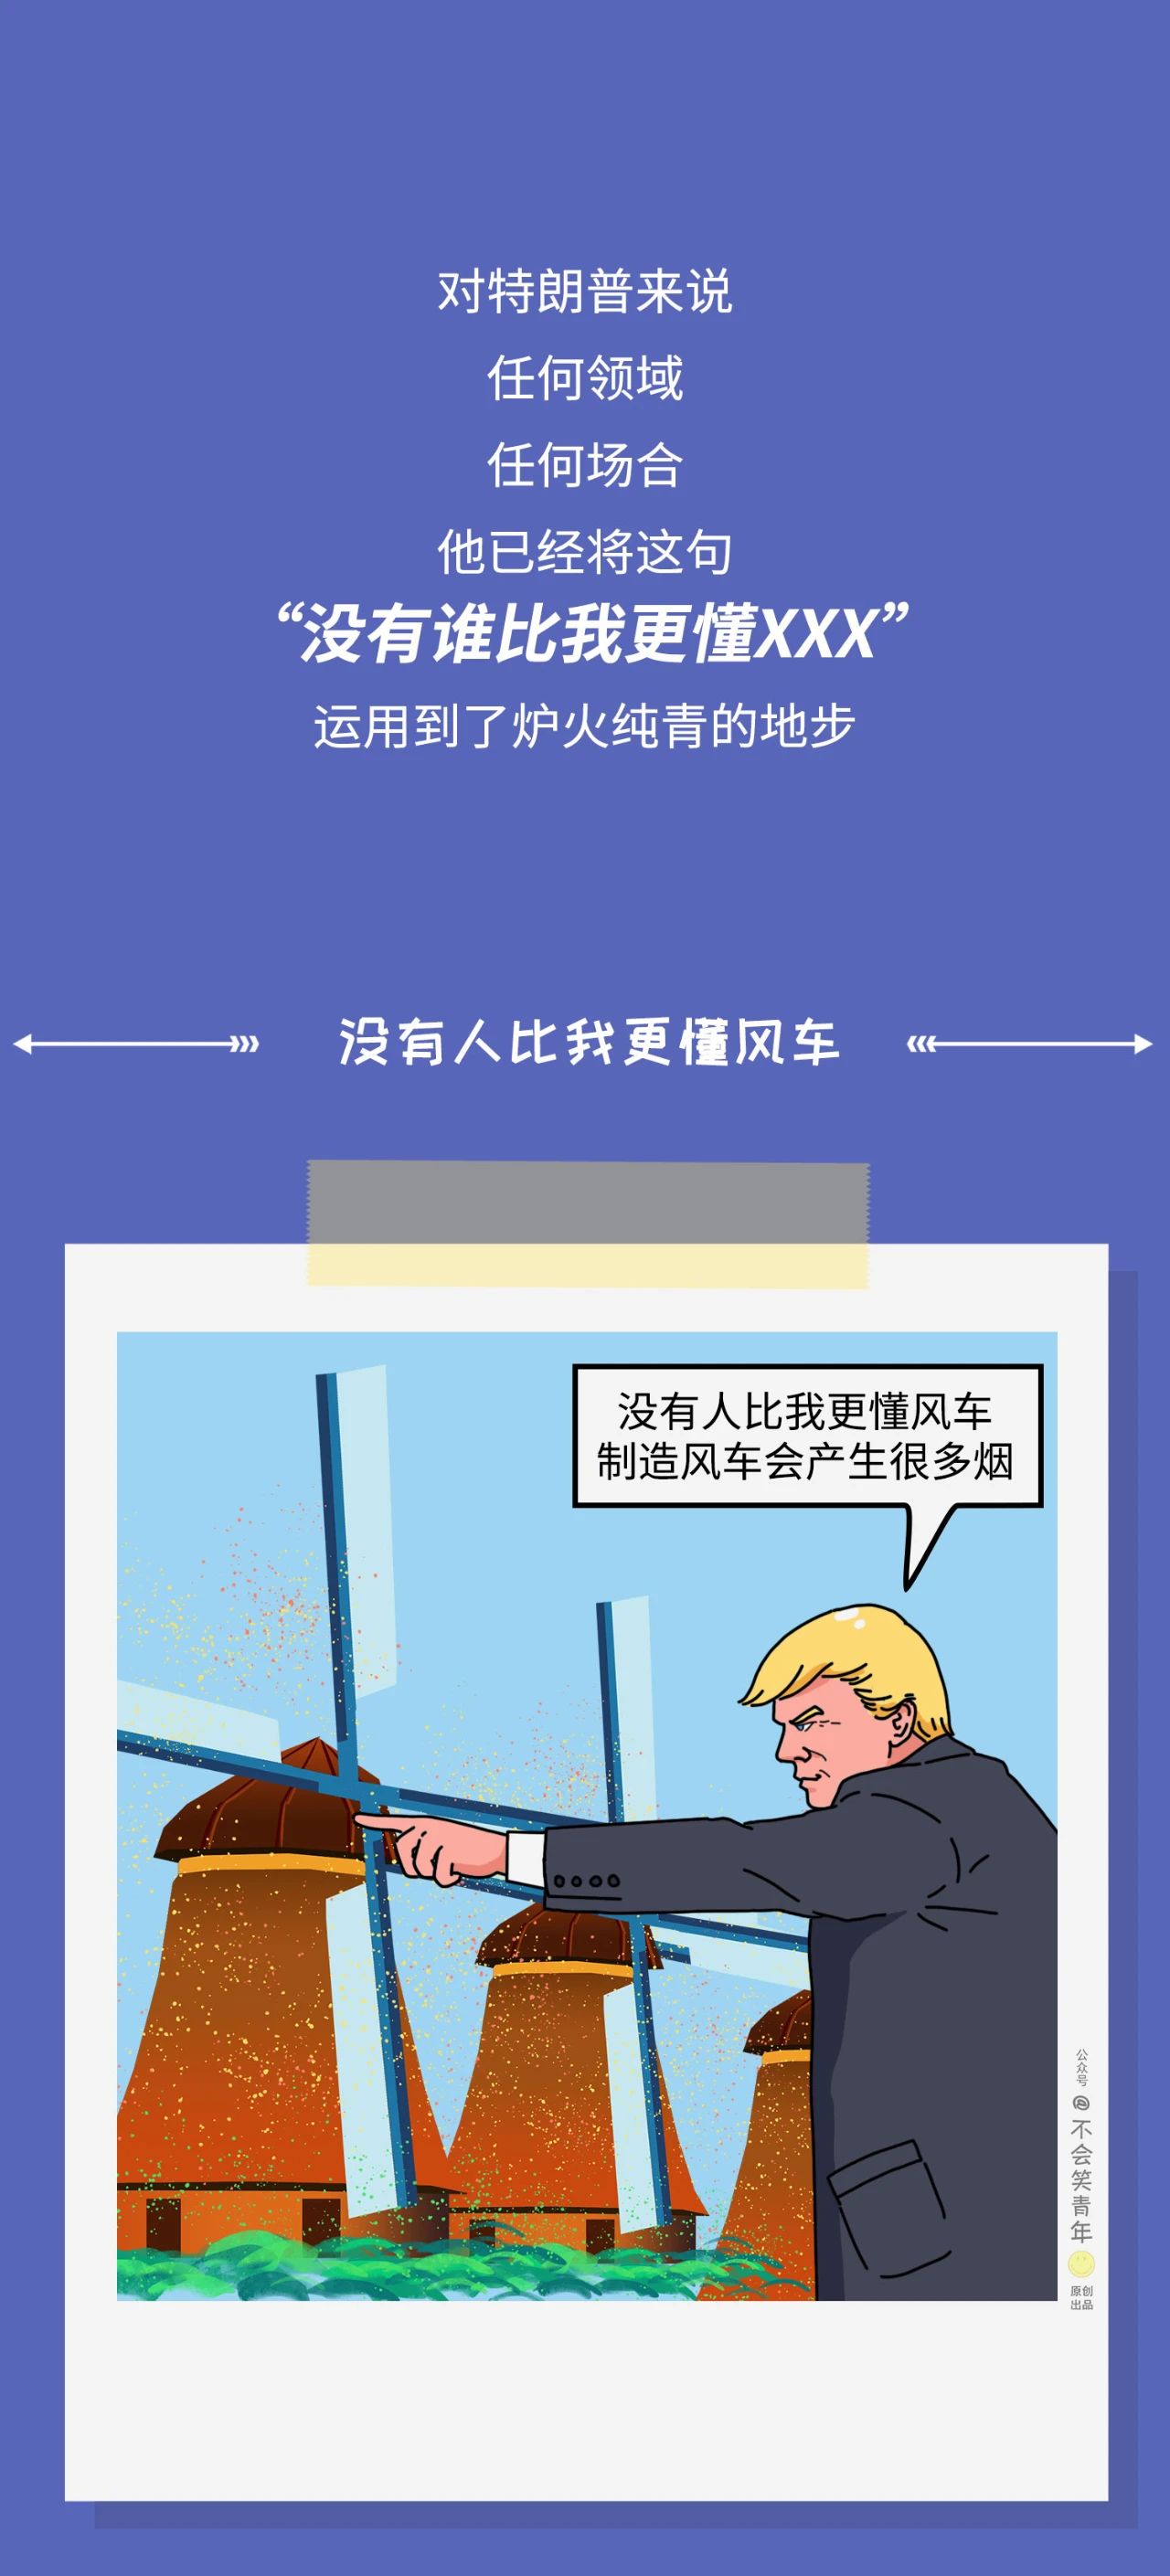 对特朗普来说
任何领域
任何场合
他已经将这句
“没有谁比我更懂XXX”
运用到了炉火纯青的地步
没有人比我更懂风车
没有人比我更懂风车
制造风车会产生很多烟
公众号
@不会笑青年
原创
出品